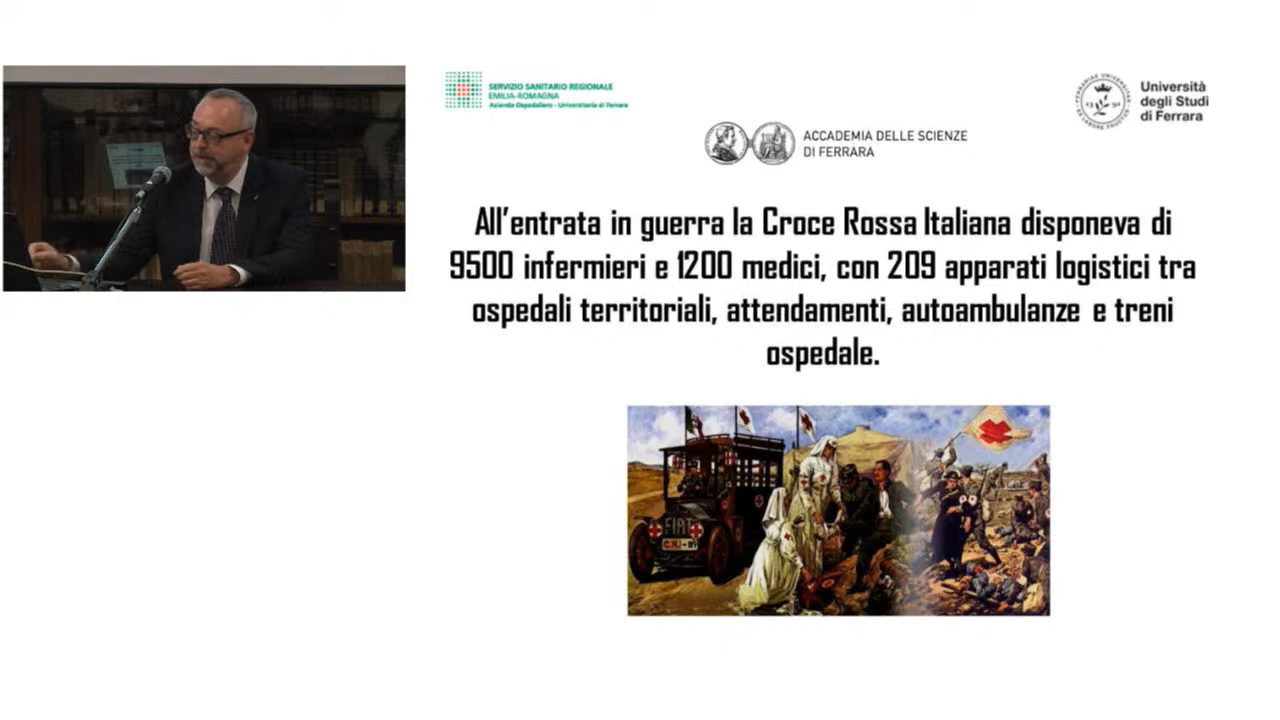 SERVIZIO SANITARIO REGIONALE
EMILIA-ROMAGNA
Azienda Ospedaliero - Universitaria di Ferrara
Università
degli Studi
di Ferrara
ACCADEMIA DELLE SCIENZE
DI FERRARA
All'entrata in guerra la Croce Rossa Italiana disponeva di
9500 infermieri e 1200 medici, con 209 apparati logistici tra
ospedali territoriali, attendamenti, autoambulanze e treni
ospedale.
FIAT